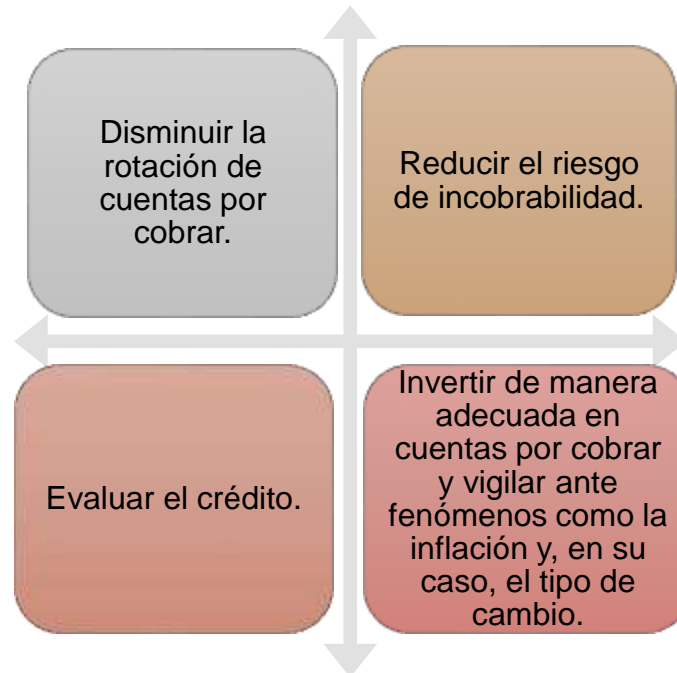 Disminuir la
rotación de
cuentas por
cobrar.
Reducir el riesgo
de incobrabilidad.
Evaluar el crédito.
Invertir de manera
adecuada en
cuentas por cobrar
y vigilar ante
fenómenos como la
inflación y, en su
caso, el tipo de
cambio.